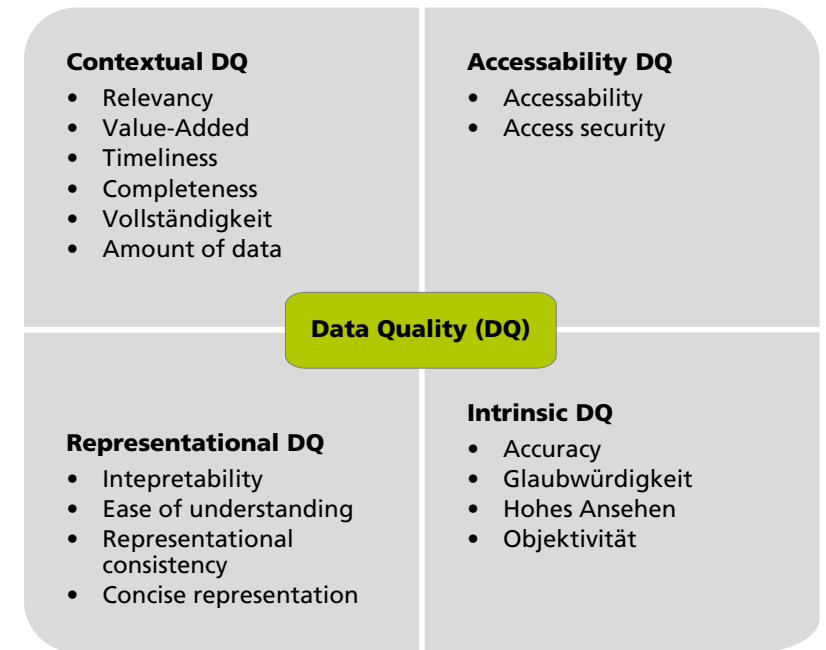 Contextual DQ
• Relevancy
• Value-Added
• Timeliness
• Completeness
• Vollständigkeit
• Amount of data
Accessability DQ
• Accessability
• Access security
Data Quality (DQ)
Representational DQ
• Intepretability
• Ease of understanding
• Representational
consistency
• Concise representation
Intrinsic DQ
• Accuracy
• Glaubwürdigkeit
• Hohes Ansehen
• Objektivität